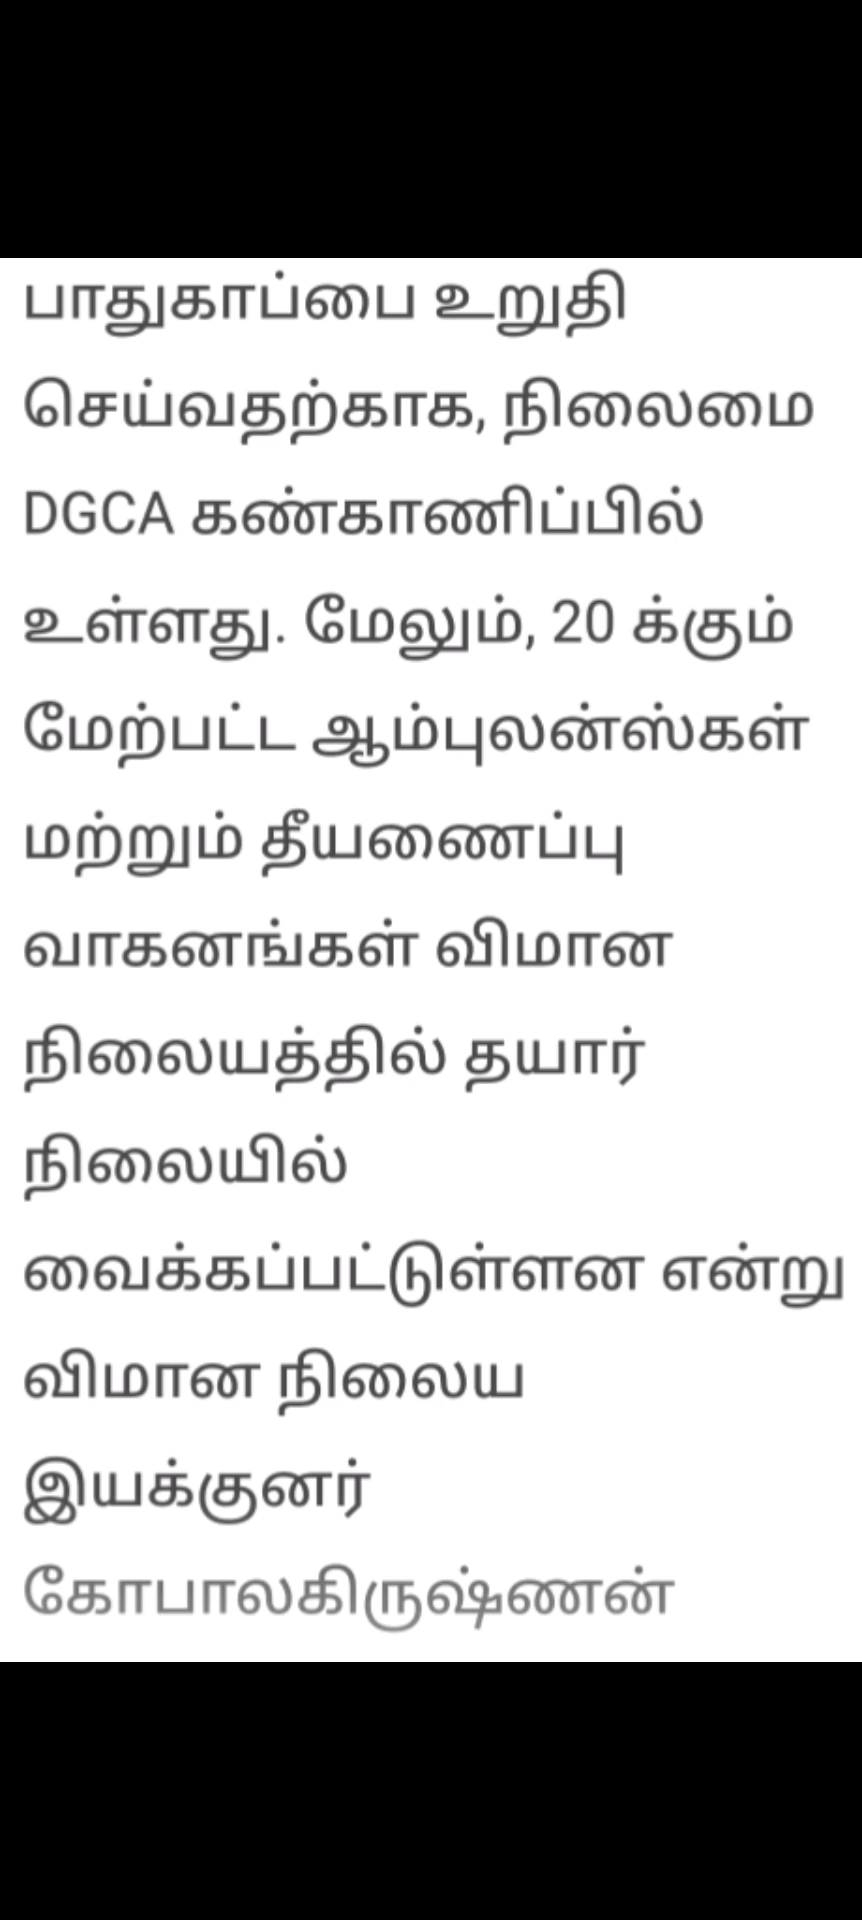 பாதுகாப்பை உறுதி
செய்வதற்காக, நிலைமை
DGCA கண்காணிப்பில்
உள்ளது. மேலும், 20 க்கும்
மேற்பட்ட ஆம்புலன்ஸ்கள்
மற்றும் தீயணைப்பு
வாகனங்கள் விமான
நிலையத்தில் தயார்
நிலையில்
வைக்கப்பட்டுள்ளன என்று
விமான நிலைய
இயக்குனர்
கோபாலகிருஷ்ணன்